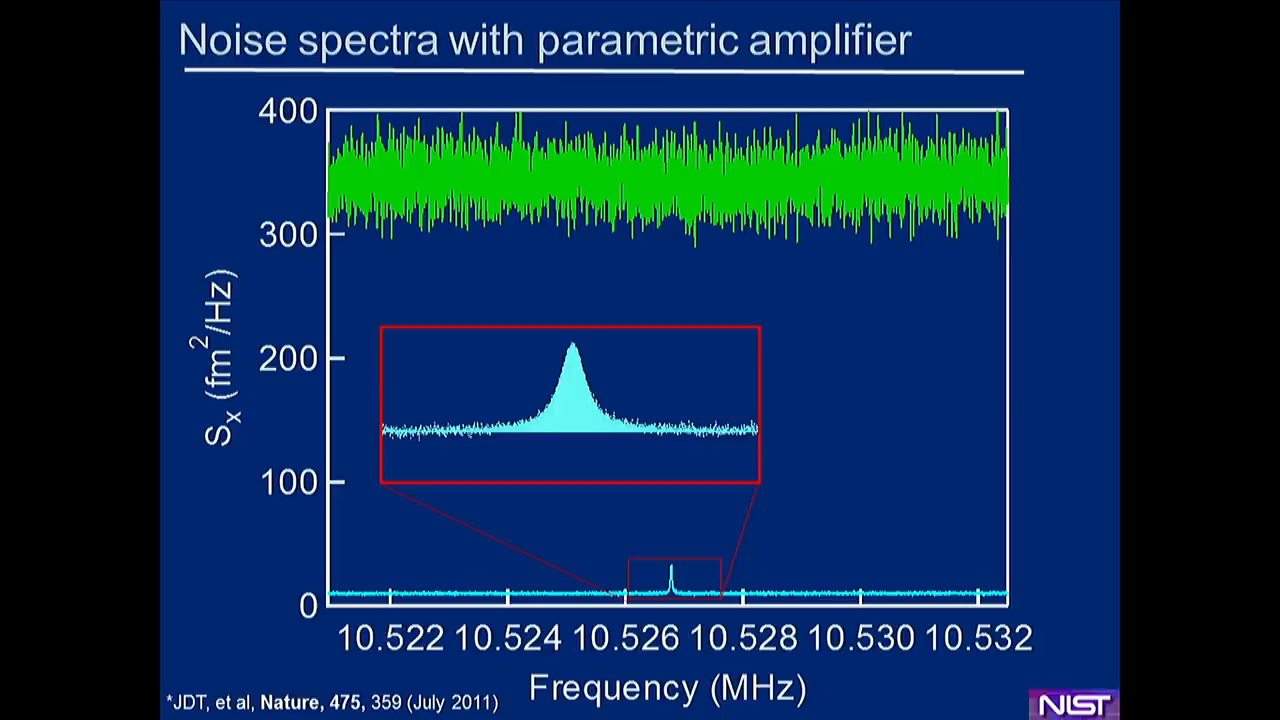 Noise spectra with parametric amplifier
400
300
200
100
0
Sx (fm2/Hz)
10.522 10.524 10.526 10.528 10.530 10.532
Frequency (MHz)
*JDT, et al, Nature, 475, 359 (July 2011)
NIST